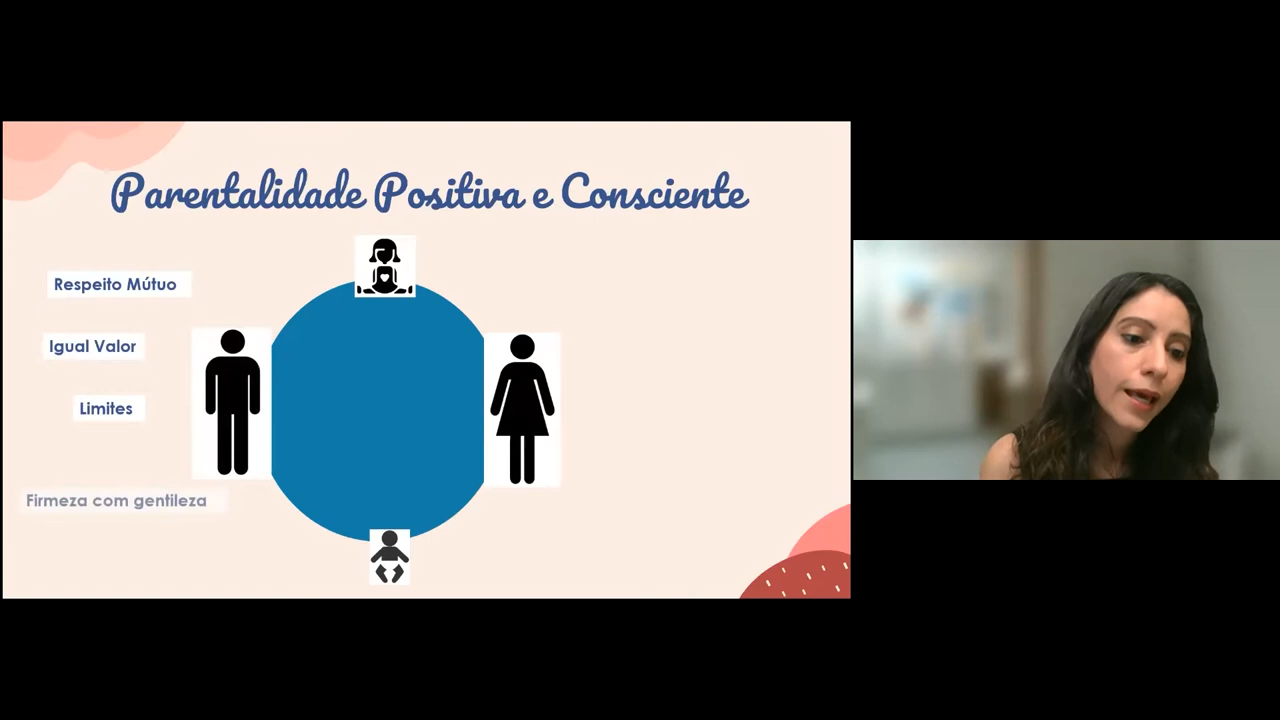 Parentalidade Positiva e Consciente
Respeito Mútuo
Igual Valor
Limites
Firmeza com gentileza